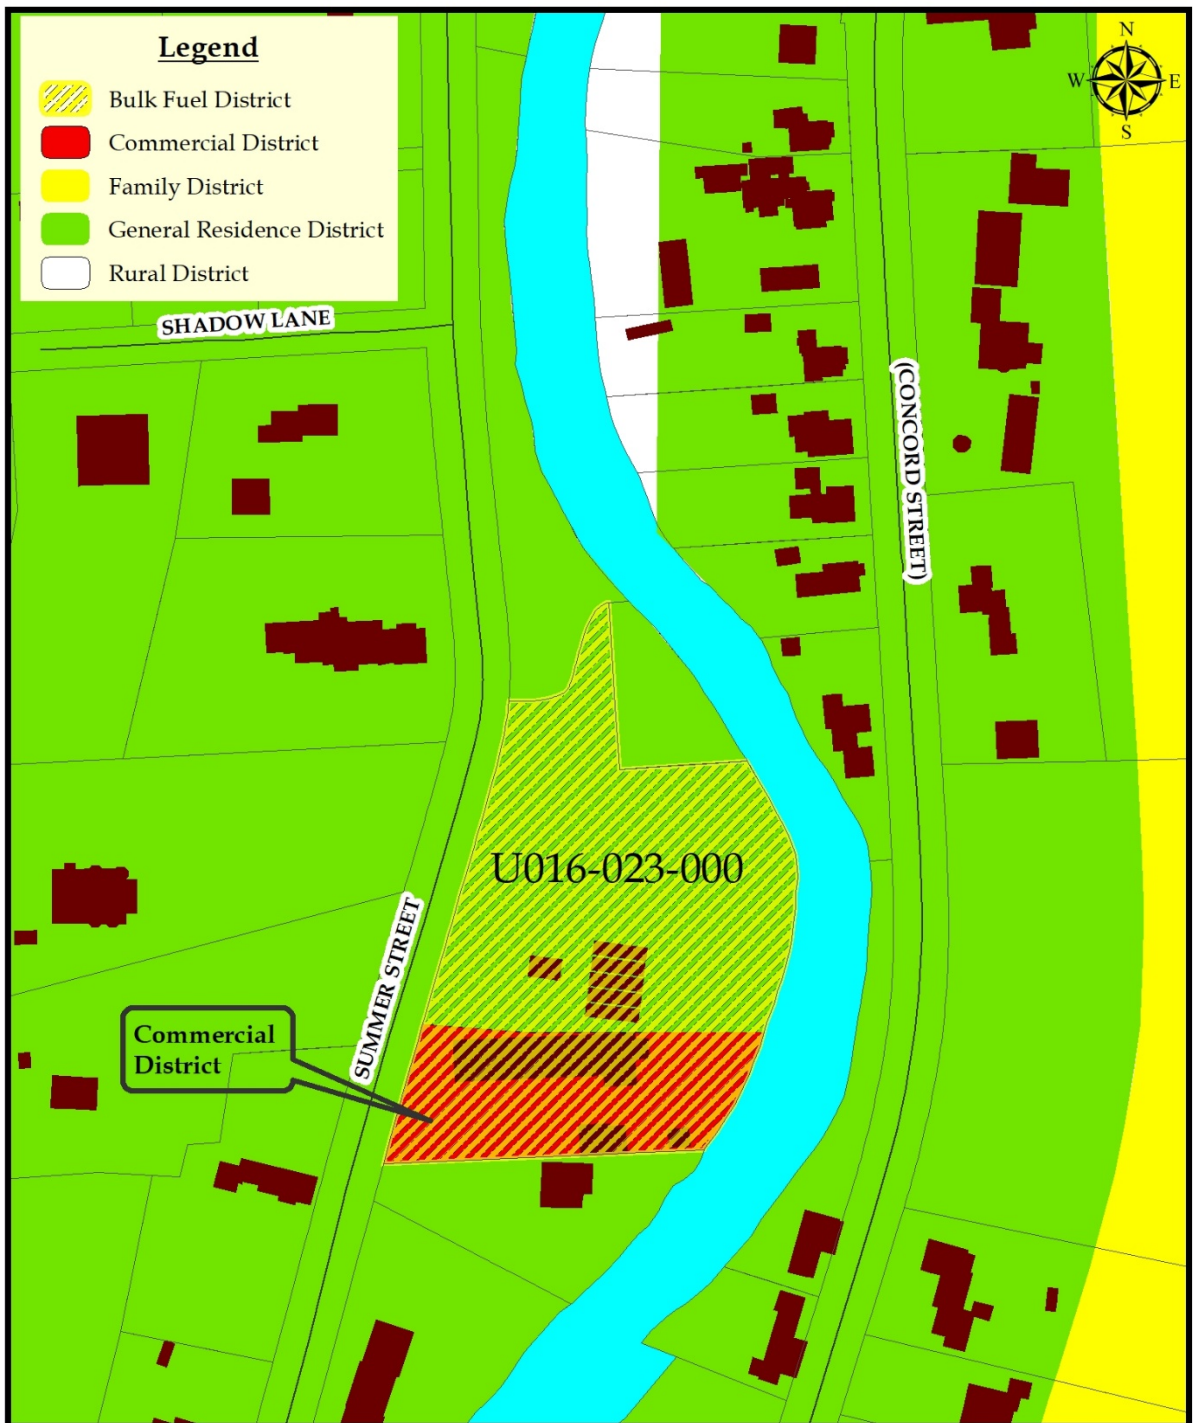 Legend
Bulk Fuel District
Commercial District
Family District
General Residence District
Rural District
N
W E
S
SHADOW LANE
(CONCORD STREET)
U016-023-000
SUMMER STREET
Commercial
District